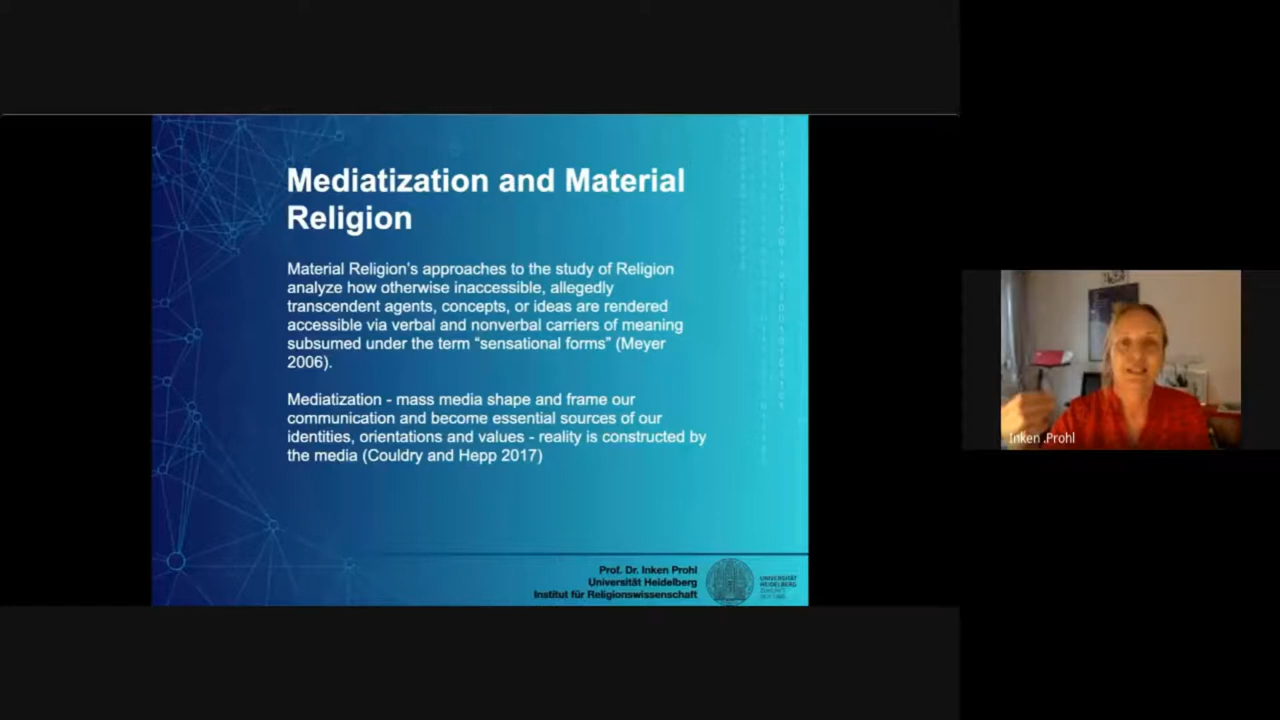 Mediatization and Material
Religion
Material Religion's approaches to the study of Religion
analyze how otherwise inaccessible, allegedly
transcendent agents, concepts, or ideas are rendered
accessible via verbal and nonverbal carriers of meaning
subsumed under the term “sensational forms” (Meyer
2006).
Mediatization - mass media shape and frame our
communication and become essential sources of our
identities, orientations and values - reality is constructed by
the media (Couldry and Hepp 2017)
Prof. Dr. Inken Prohl
Universität Heidelberg
Institut für Religionswissenschaft
UNIVERSITÄT
HEIDELBERG
ZUKUNFT
SEIT 1386
Inken .Prohl